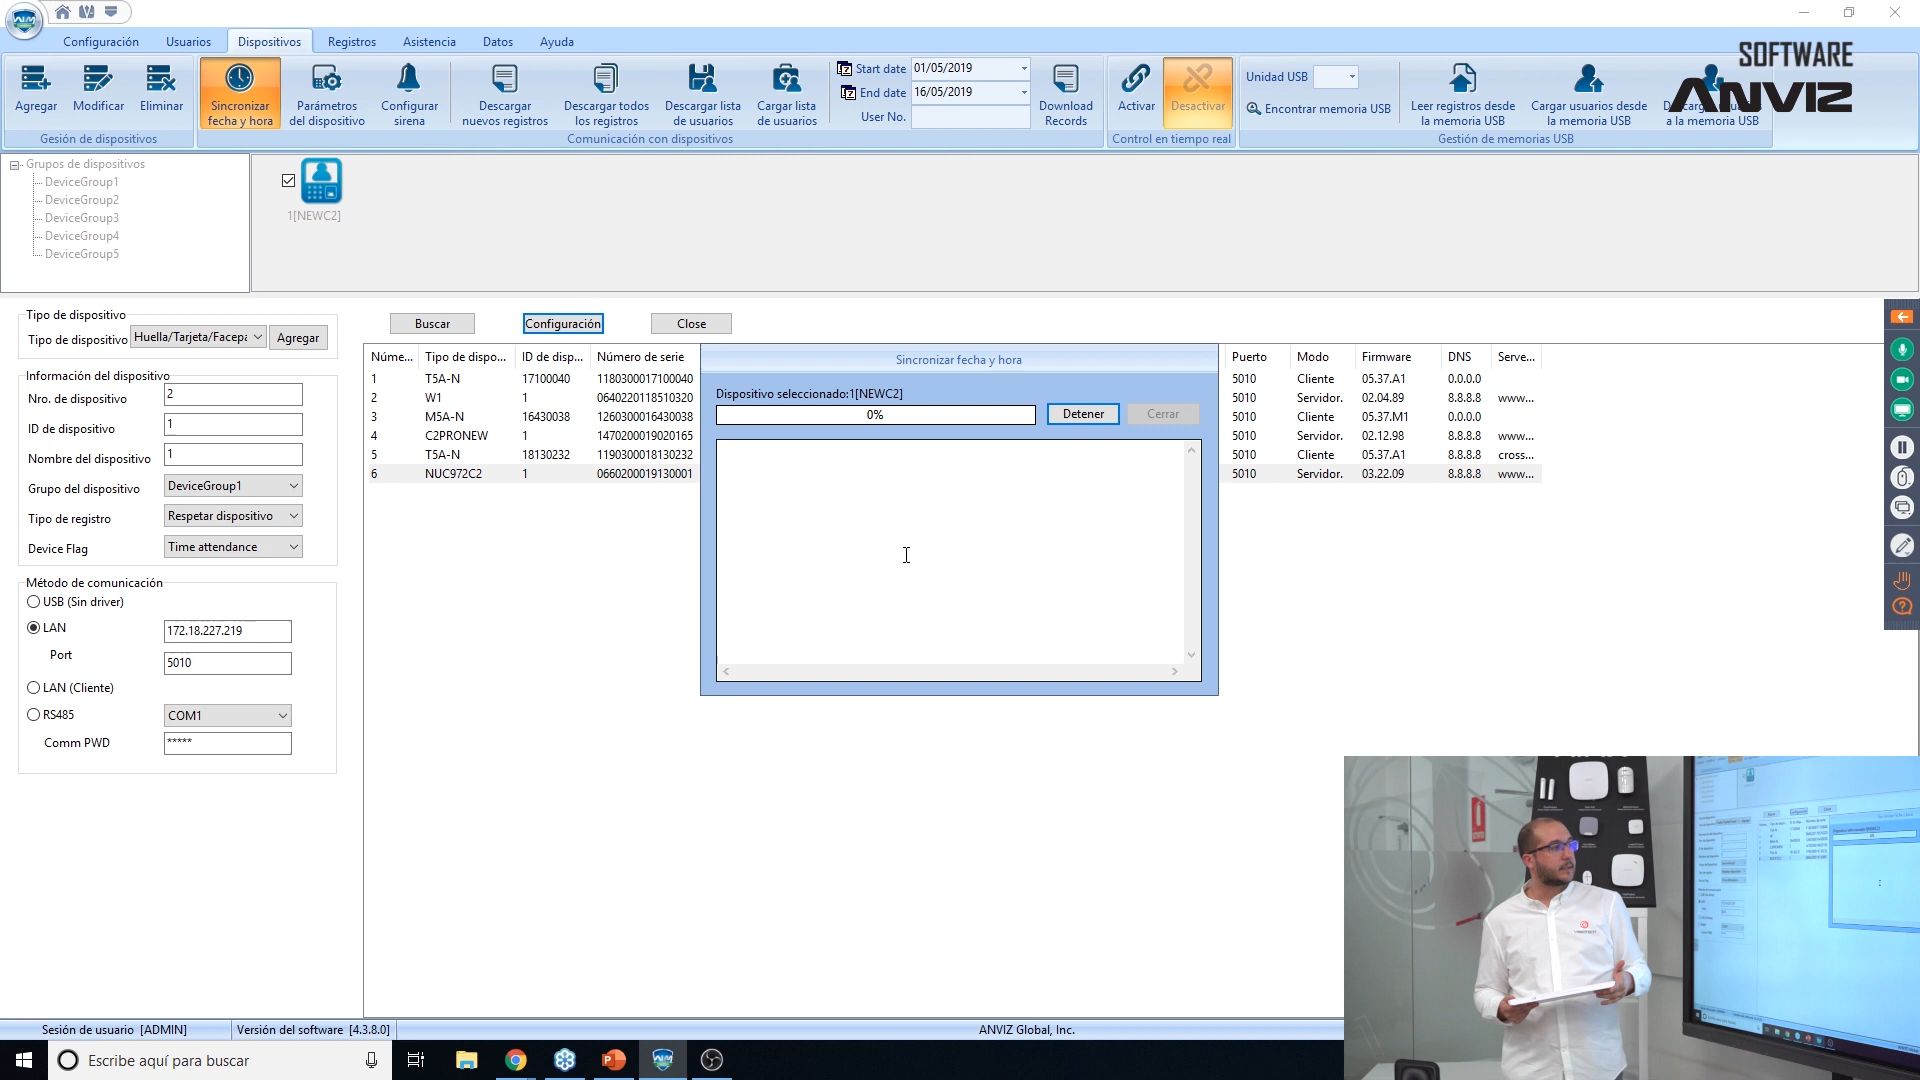 Configuración
Usuarios
Dispositivos
Registros
Asistencia
Datos
Ayuda
SOFTWARE
ANVIZ
Agregar
Modificar
Eliminar
Gesión de dispositivos
Sincronizar
fecha y hora
Parámetros
del dispositivo
Configurar
sirena
Descargar
nuevos registros
Descargar todos
los registros
Descargar lista
de usuarios
Cargar lista
de usuarios
Start date 01/05/2019
End date 16/05/2019
User No.
Download
Records
Comunicación con dispositivos
Activar
Desactivar
Control en tiempo real
Unidad USB
Encontrar memoria USB
Leer registros desde
la memoria USB
Cargar usuarios desde
la memoria USB
a la memoria USB
Gestión de memorias USB
Grupos de dispositivos
DeviceGroup1
DeviceGroup2
DeviceGroup3
DeviceGroup4
DeviceGroup5
1[NEWC2]
Tipo de dispositivo
Tipo de dispositivo Huella/Tarjeta/Facepa Agregar
Información del dispositivo
Nro. de dispositivo 2
ID de dispositivo 1
Nombre del dispositivo 1
Grupo del dispositivo DeviceGroup1
Tipo de registro Respetar dispositivo
Device Flag Time attendance
Método de comunicación
USB (Sin driver)
LAN 172.18.227.219
Port 5010
LAN (Cliente)
RS485 COM1
Comm PWD *****
Buscar Configuración Close
Núme... Tipo de dispo... ID de disp... Número de serie Puerto Modo Firmware DNS Serve...
1 T5A-N 17100040 1180300017100040 5010 Cliente 05.37.A1 0.0.0.0
2 W1 1 0640220118510320 5010 Servidor. 02.04.89 8.8.8.8 www...
3 M5A-N 16430038 1260300016430038 5010 Cliente 05.37.M1 0.0.0.0
4 C2PRONEW 1 1470200019020165 5010 Servidor. 02.12.98 8.8.8.8 www...
5 T5A-N 18130232 1190300018130232 5010 Cliente 05.37.A1 8.8.8.8 cross...
6 NUC972C2 1 0660200019130001 5010 Servidor. 03.22.09 8.8.8.8 www...
Sincronizar fecha y hora
Dispositivo seleccionado:1[NEWC2]
0% Detener Cerrar
Sesión de usuario [ADMIN]
Versión del software [4.3.8.0]
ANVIZ Global, Inc.
Escribe aquí para buscar